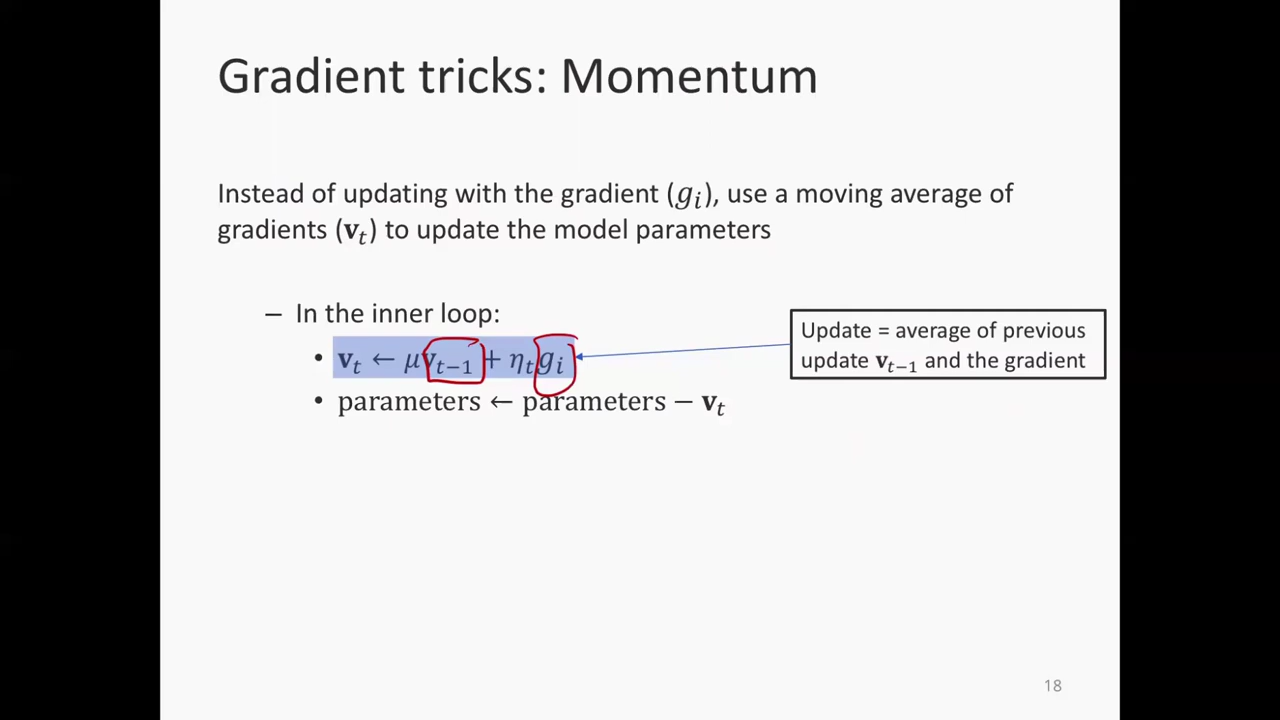 Gradient tricks: Momentum
Instead of updating with the gradient (gᵢ), use a moving average of
gradients (𝐯ₜ) to update the model parameters
– In the inner loop:
• 𝐯ₜ ← μ𝐯ₜ₋₁ + ηₜgᵢ
Update = average of previous
update 𝐯ₜ₋₁ and the gradient
• parameters ← parameters − 𝐯ₜ
18